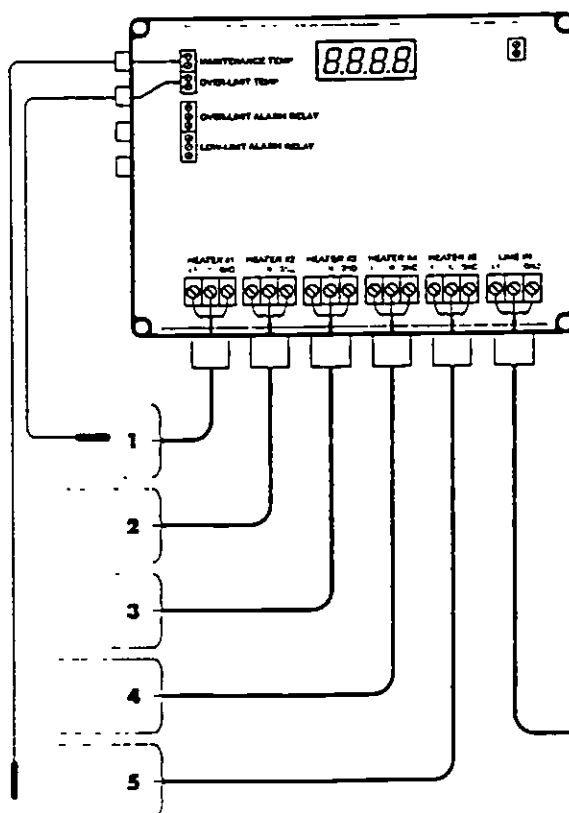 MAINTENANCE TEMP
8.8.8.8
OVER-LIMIT TEMP
OVER-LIMIT ALARM RELAY
LOW-LIMIT ALARM RELAY
HEATER #1 HEATER #2 HEATER #3 HEATER #4 HEATER #5 LINE IN
1
2
3
4
5